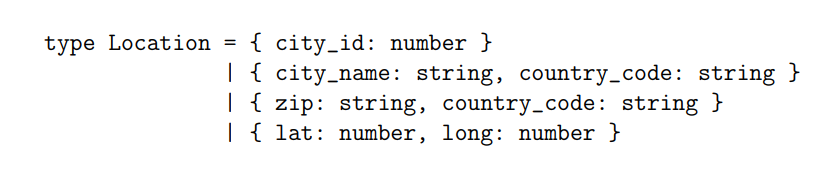 type Location = { city_id: number }
| { city_name: string, country_code: string }
| { zip: string, country_code: string }
| { lat: number, long: number }